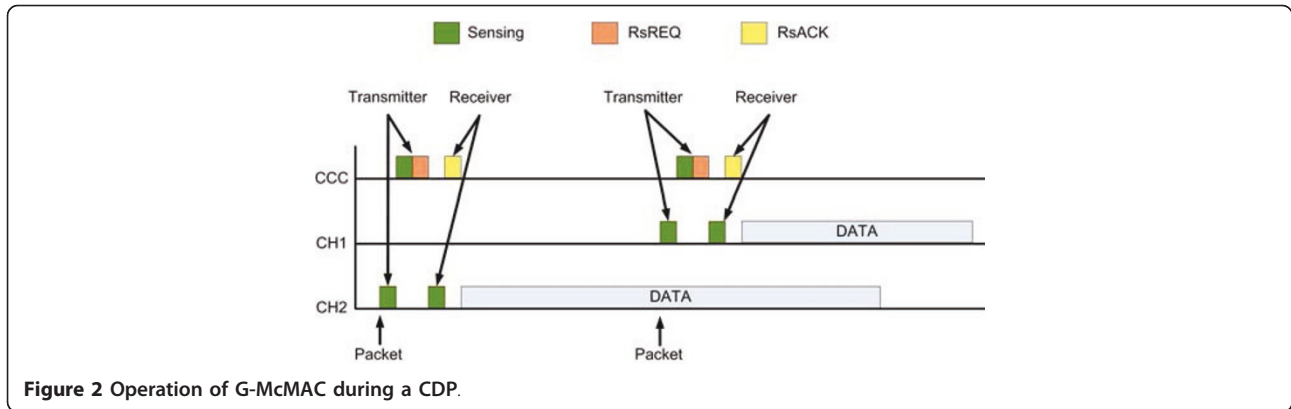 Sensing RsREQ RsACK
Transmitter Receiver Transmitter Receiver
CCC
CH1 DATA
CH2 DATA
Packet Packet
Figure 2 Operation of G-McMAC during a CDP.